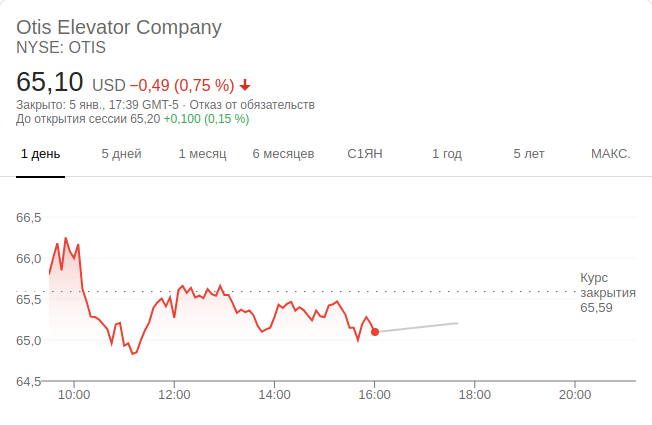 Otis Elevator Company
NYSE: OTIS
65,10 USD −0,49 (0,75 %)
Закрыто: 5 янв., 17:39 GMT-5 · Отказ от обязательств
До открытия сессии 65,20 +0,100 (0,15 %)
1 день 5 дней 1 месяц 6 месяцев С1ЯН 1 год 5 лет МАКС.
66,5
66,0
Курс
закрытия
65,59
65,5
65,0
64,5
10:00 12:00 14:00 16:00 18:00 20:00